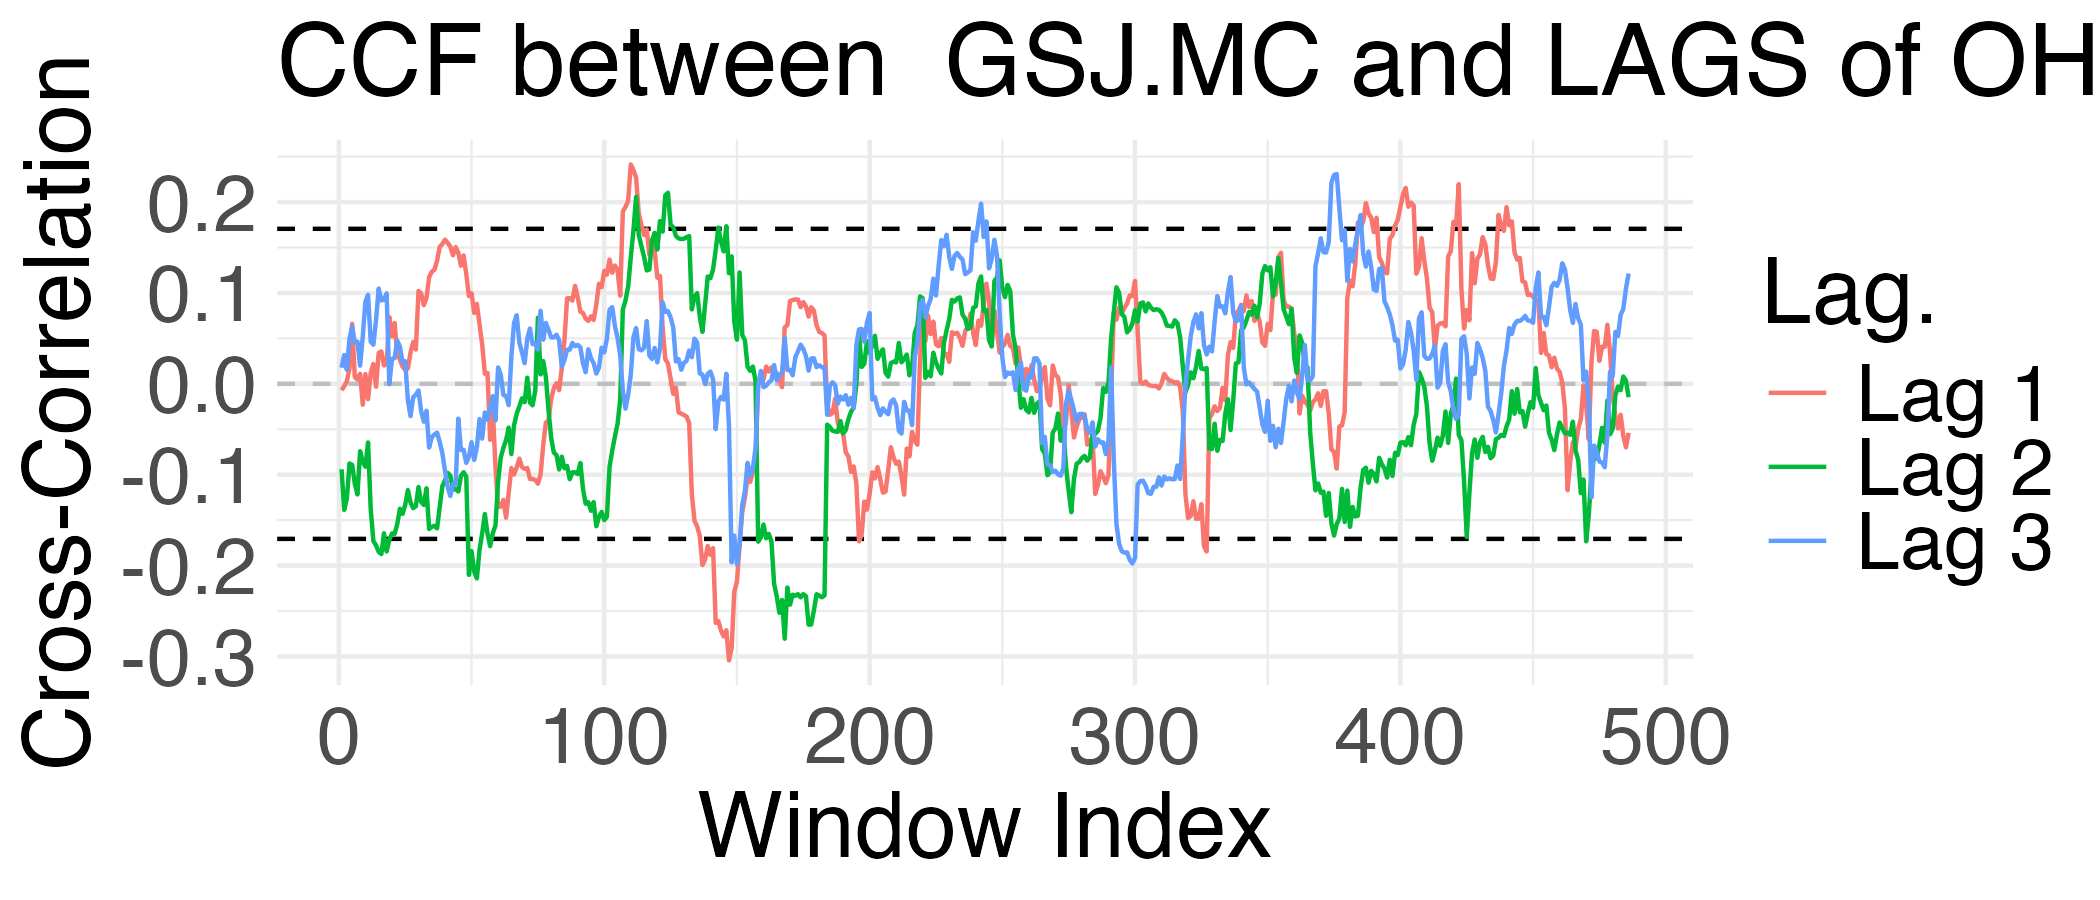 CCF between  GSJ.MC and LAGS of OH
Cross-Correlation
0.2
0.1
0.0
-0.1
-0.2
-0.3
0 100 200 300 400 500
Window Index
Lag.
Lag 1
Lag 2
Lag 3